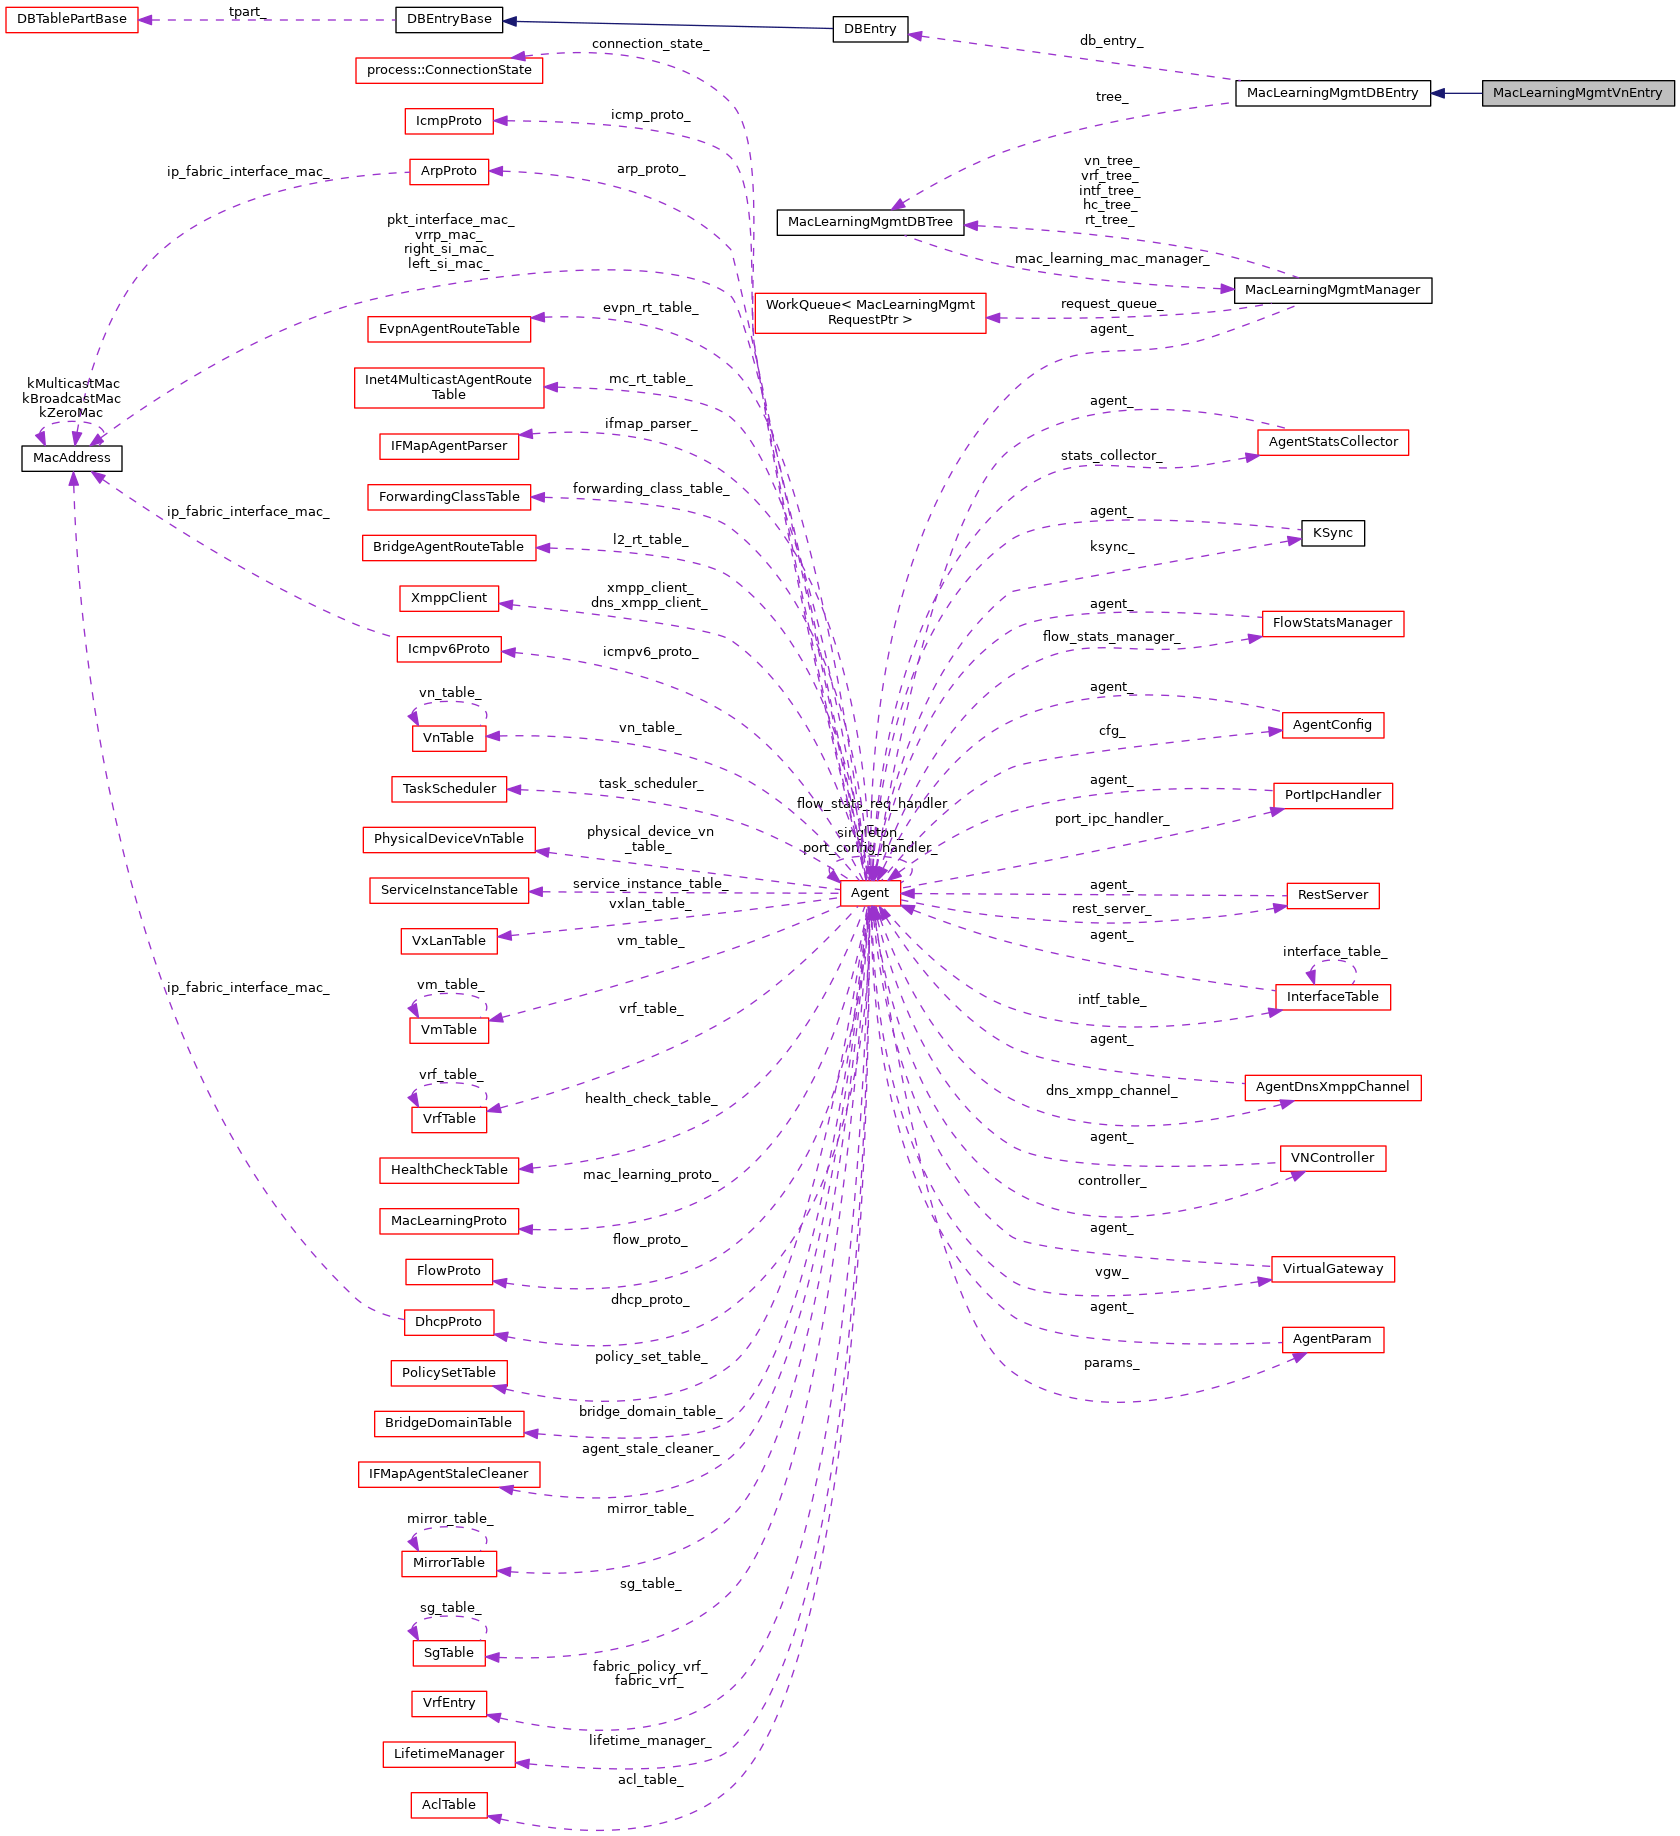 DBTablePartBase
tpart_
DBEntryBase
DBEntry
db_entry_
MacLearningMgmtDBEntry
MacLearningMgmtVnEntry
connection_state_
process::ConnectionState
tree_
icmp_proto_
IcmpProto
arp_proto_
ArpProto
ip_fabric_interface_mac_
vn_tree_
vrf_tree_
intf_tree_
hc_tree_
rt_tree_
MacLearningMgmtDBTree
pkt_interface_mac_
vrrp_mac_
right_si_mac_
left_si_mac_
mac_learning_mac_manager_
MacLearningMgmtManager
WorkQueue< MacLearningMgmt
RequestPtr >
request_queue_
agent_
evpn_rt_table_
EvpnAgentRouteTable
mc_rt_table_
Inet4MulticastAgentRoute
Table
kMulticastMac
kBroadcastMac
kZeroMac
MacAddress
ifmap_parser_
IFMapAgentParser
agent_
AgentStatsCollector
stats_collector_
forwarding_class_table_
ForwardingClassTable
agent_
KSync
ksync_
ip_fabric_interface_mac_
l2_rt_table_
BridgeAgentRouteTable
xmpp_client_
dns_xmpp_client_
XmppClient
agent_
FlowStatsManager
flow_stats_manager_
icmpv6_proto_
Icmpv6Proto
vn_table_
VnTable
vn_table_
agent_
AgentConfig
cfg_
task_scheduler_
TaskScheduler
agent_
PortIpcHandler
port_ipc_handler_
flow_stats_req_handler
_
singleton_
port_config_handler_
physical_device_vn
_table_
PhysicalDeviceVnTable
service_instance_table_
ServiceInstanceTable
Agent
agent_
RestServer
rest_server_
vxlan_table_
VxLanTable
agent_
interface_table_
InterfaceTable
intf_table_
vm_table_
vm_table_
VmTable
ip_fabric_interface_mac_
vrf_table_
vrf_table_
VrfTable
agent_
AgentDnsXmppChannel
dns_xmpp_channel_
health_check_table_
HealthCheckTable
agent_
VNController
controller_
mac_learning_proto_
MacLearningProto
agent_
VirtualGateway
vgw_
flow_proto_
FlowProto
dhcp_proto_
DhcpProto
agent_
AgentParam
params_
policy_set_table_
PolicySetTable
bridge_domain_table_
BridgeDomainTable
agent_stale_cleaner_
IFMapAgentStaleCleaner
mirror_table_
mirror_table_
MirrorTable
sg_table_
sg_table_
SgTable
fabric_policy_vrf_
fabric_vrf_
VrfEntry
lifetime_manager_
LifetimeManager
acl_table_
AclTable